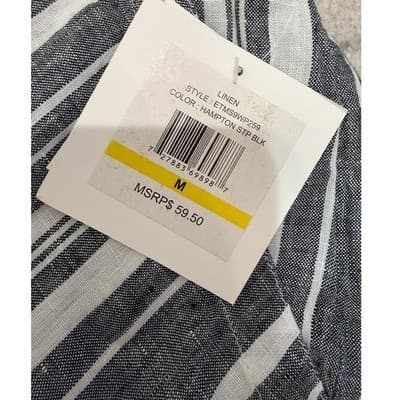 LINEN
STYLE : ETMS9WP259
COLOR : HAMPTON STP BLK
7 27883 69898 7
M
MSRP$ 59.50